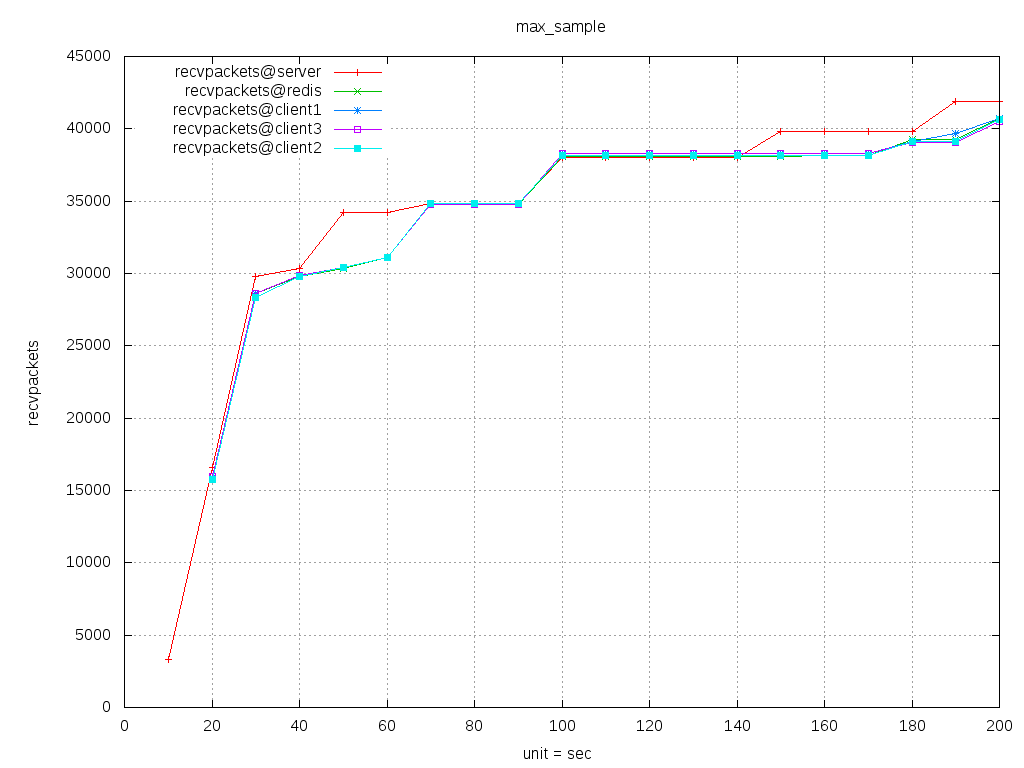 max_sample
45000
40000
35000
30000
25000
20000
15000
10000
5000
0
recvpackets
recvpackets@server
recvpackets@redis
recvpackets@client1
recvpackets@client3
recvpackets@client2
0 20 40 60 80 100 120 140 160 180 200
unit = sec